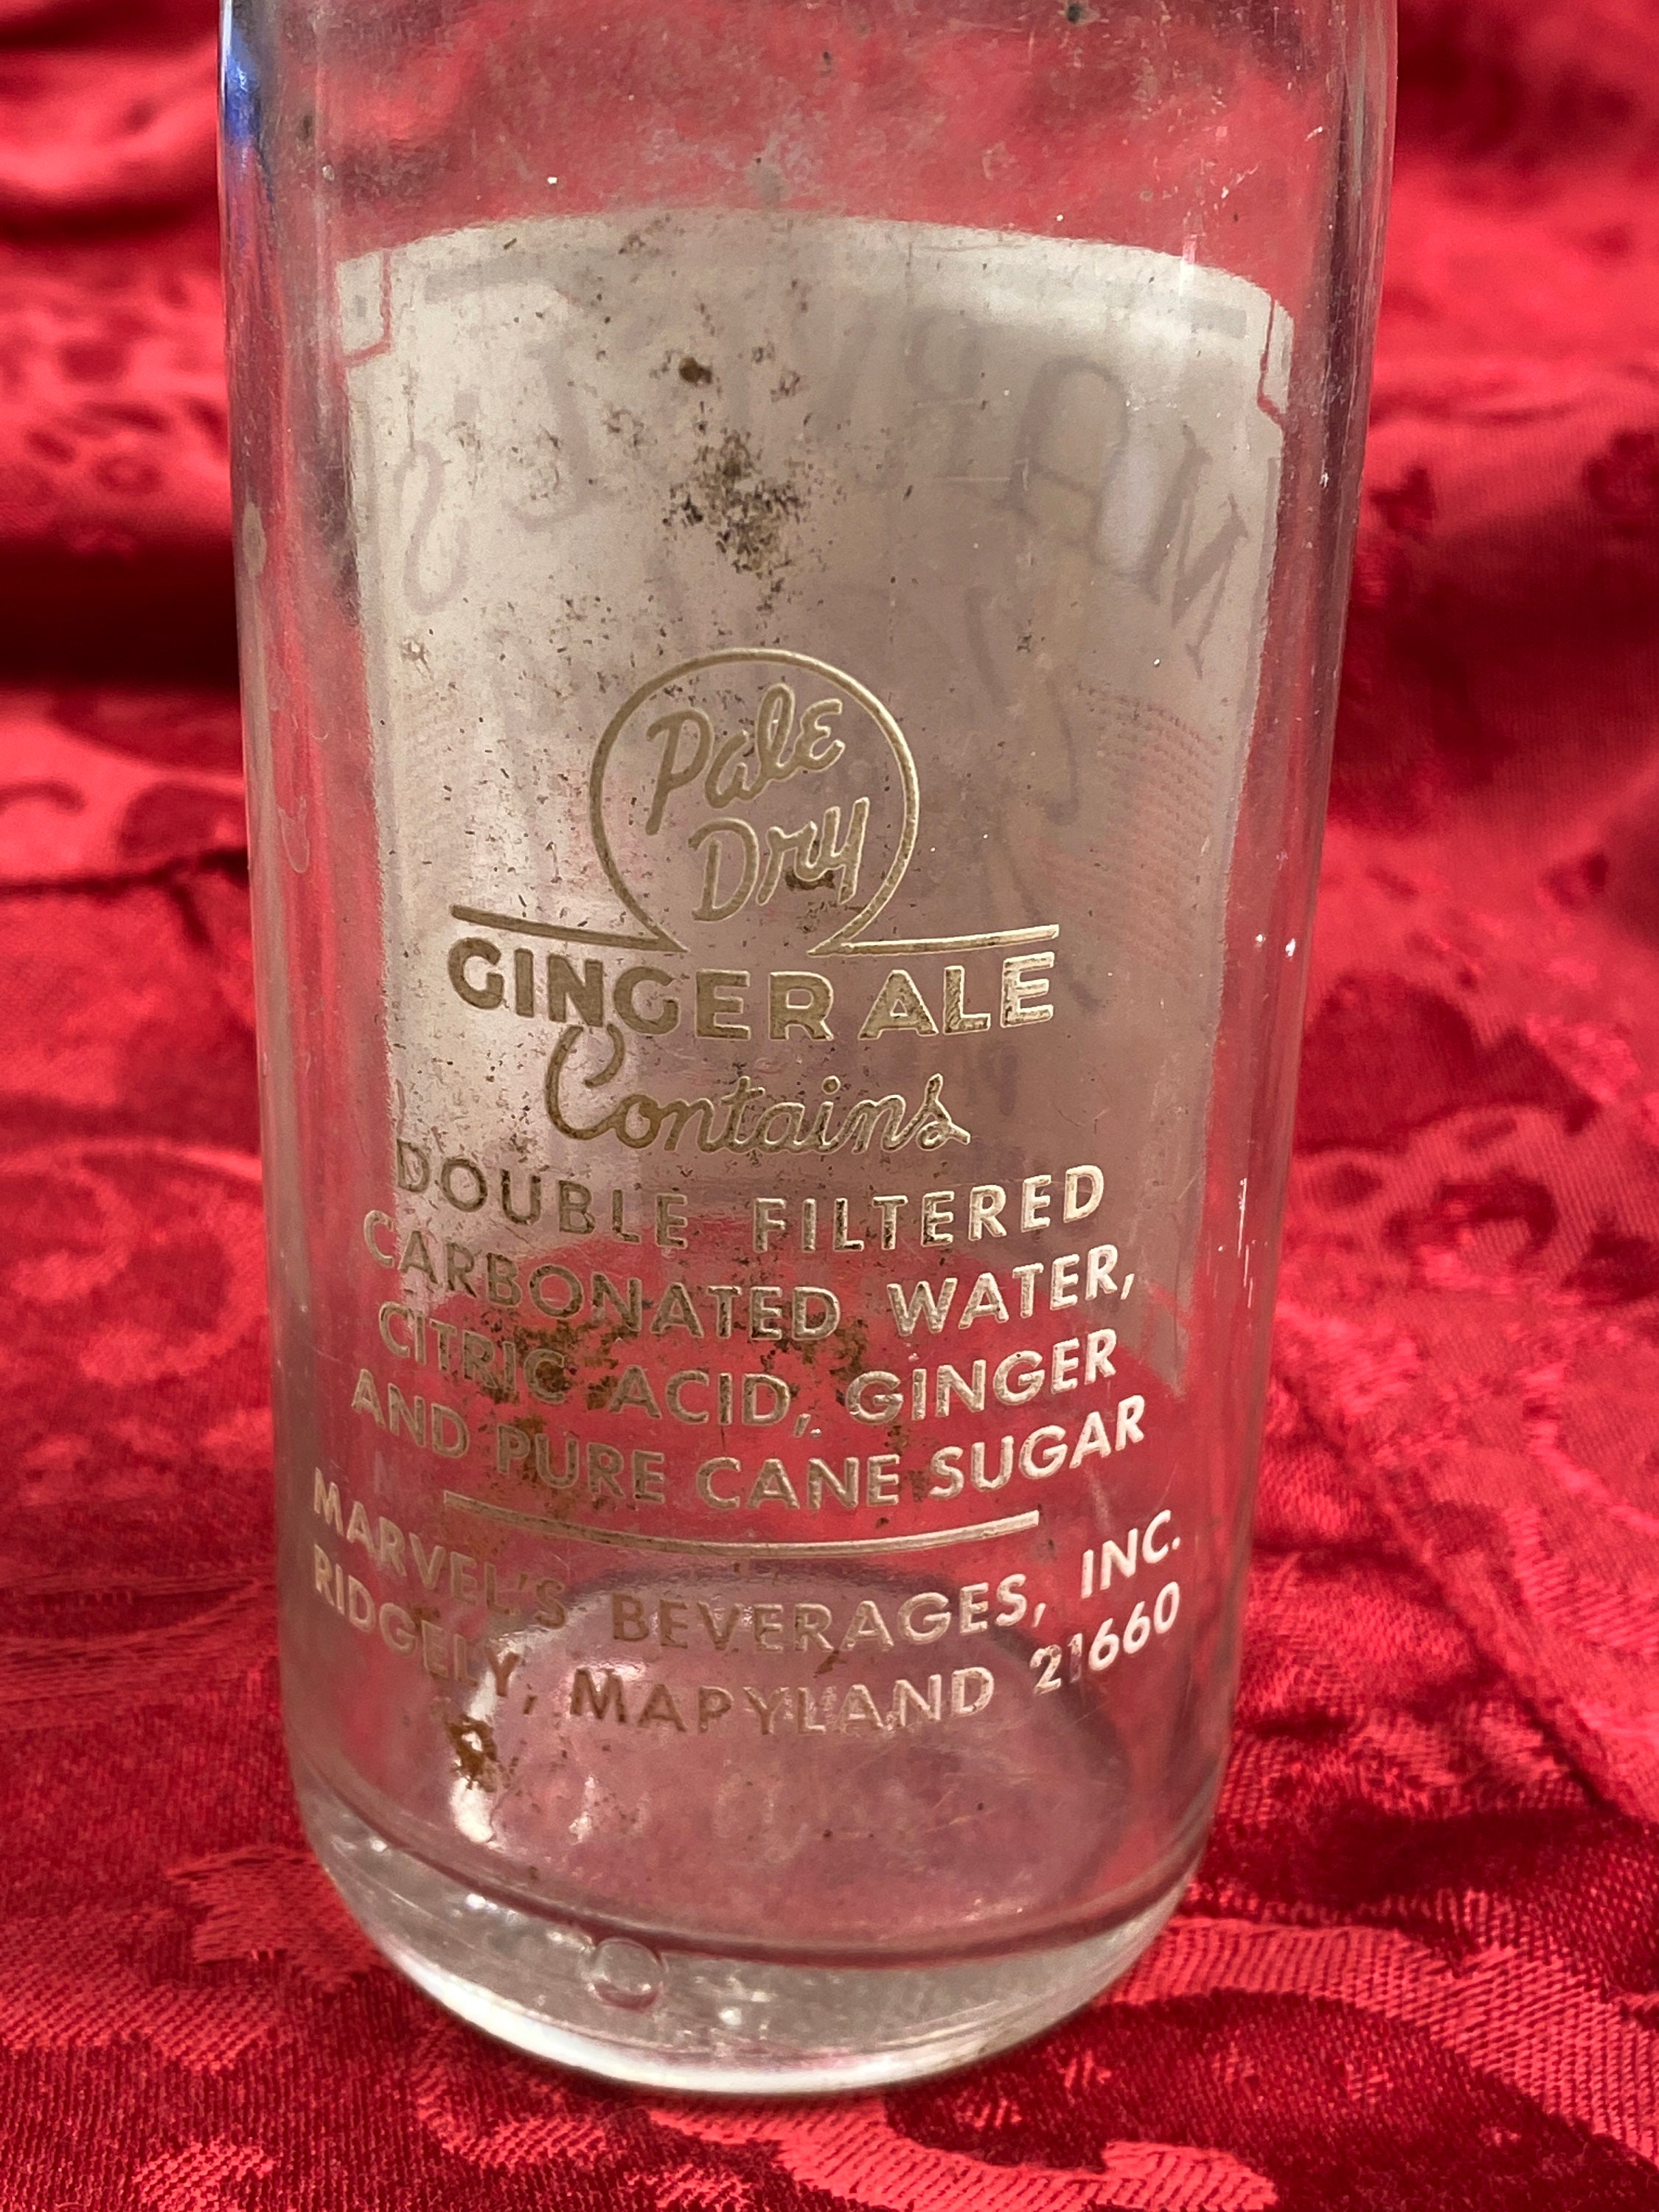 Pale
Dry
GINGER ALE
Contains
DOUBLE FILTERED
CARBONATED WATER,
CITRIC ACID, GINGER
AND PURE CANE SUGAR
MARVEL'S BEVERAGES, INC.
RIDGELY, MARYLAND 21660